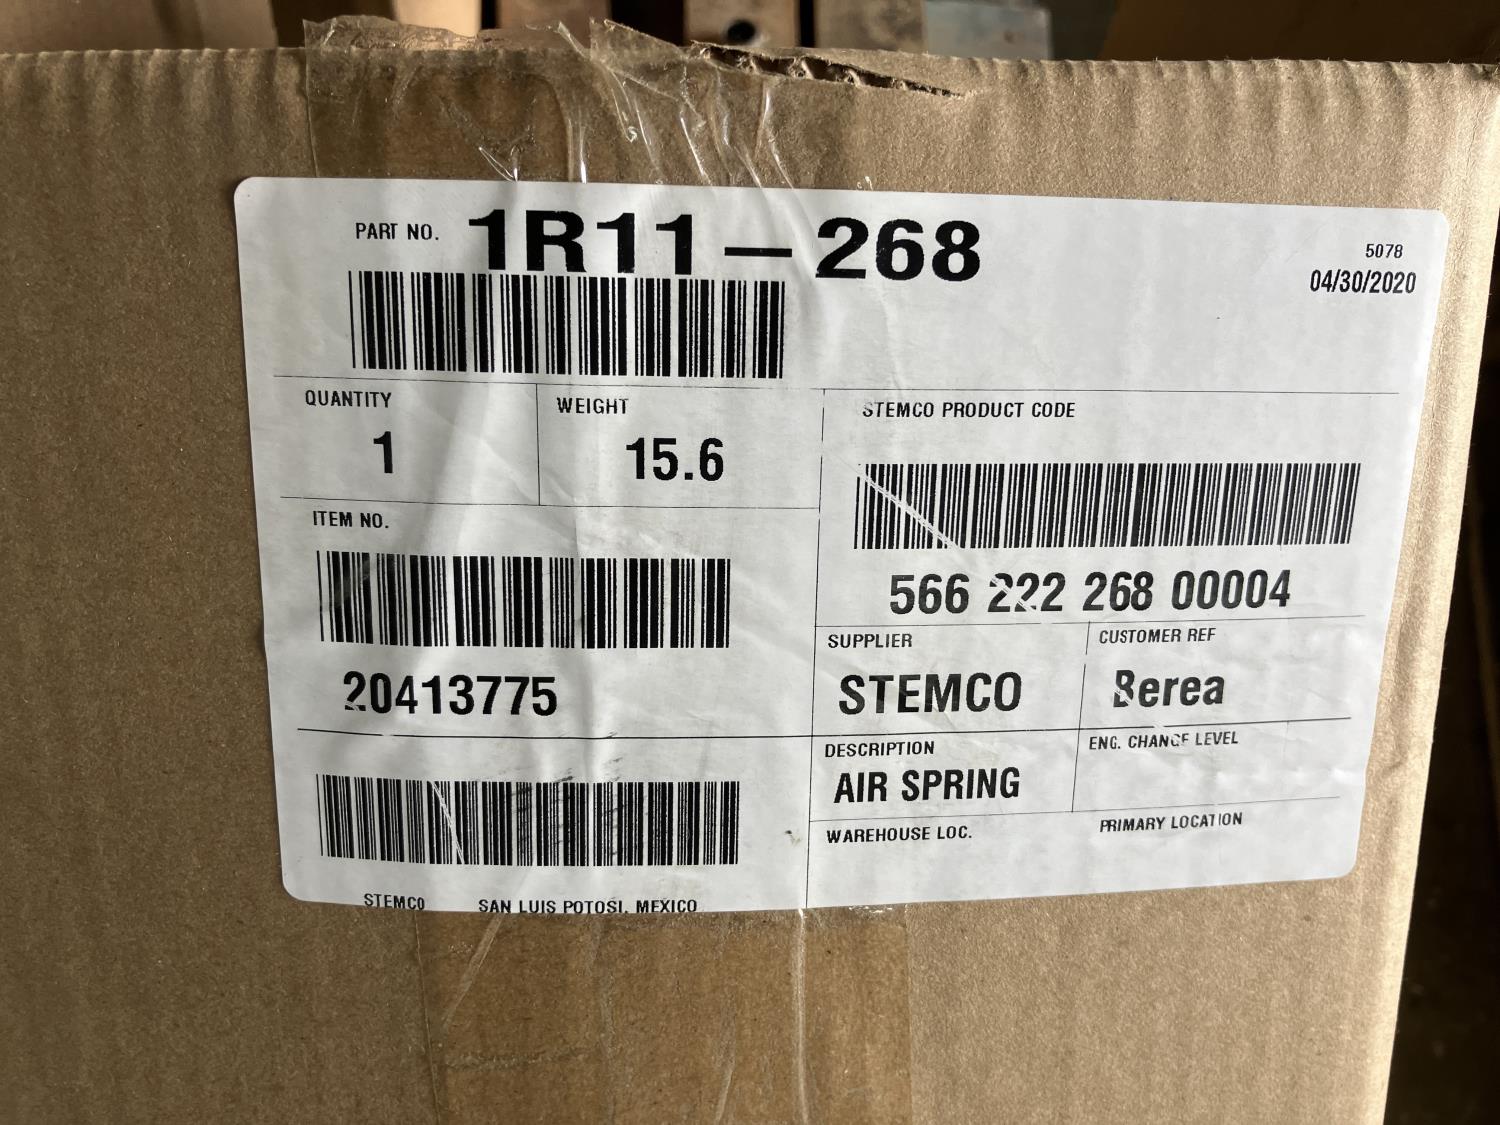 PART NO. 1R11-268
5078
04/30/2020
QUANTITY
1
WEIGHT
15.6
STEMCO PRODUCT CODE
566 222 268 00004
ITEM NO.
20413775
SUPPLIER
STEMCO
CUSTOMER REF
Berea
DESCRIPTION
AIR SPRING
ENG. CHANGE LEVEL
WAREHOUSE LOC.
PRIMARY LOCATION
STEMCO SAN LUIS POTOSI, MEXICO